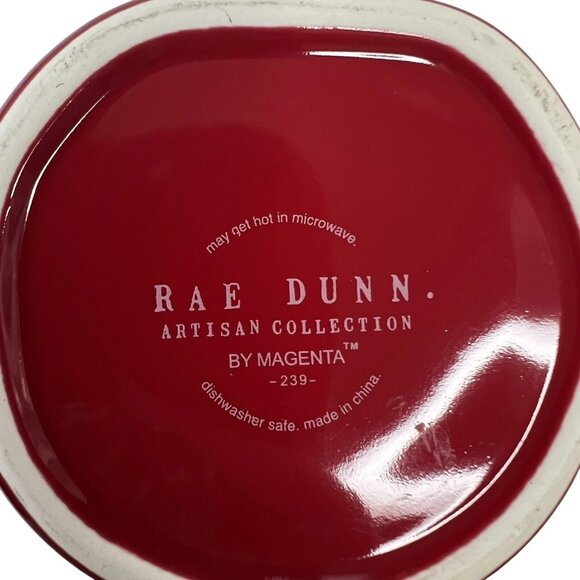 may get hot in microwave.
RAE DUNN.
ARTISAN COLLECTION
BY MAGENTA™
-239-
dishwasher safe. made in china.